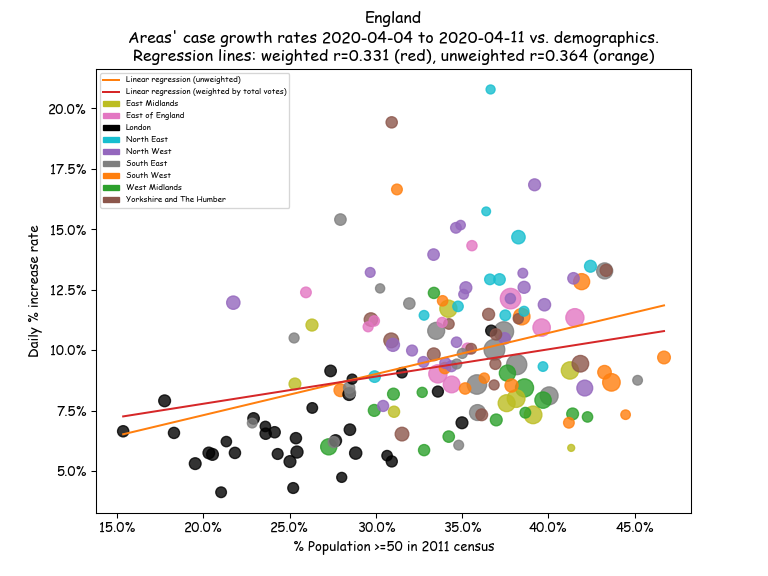 England
Areas' case growth rates 2020-04-04 to 2020-04-11 vs. demographics.
Regression lines: weighted r=0.331 (red), unweighted r=0.364 (orange)
Linear regression (unweighted)
Linear regression (weighted by total votes)
East Midlands
East of England
London
North East
North West
South East
South West
West Midlands
Yorkshire and The Humber
Daily % increase rate
20.0%
17.5%
15.0%
12.5%
10.0%
7.5%
5.0%
15.0% 20.0% 25.0% 30.0% 35.0% 40.0% 45.0%
% Population >=50 in 2011 census